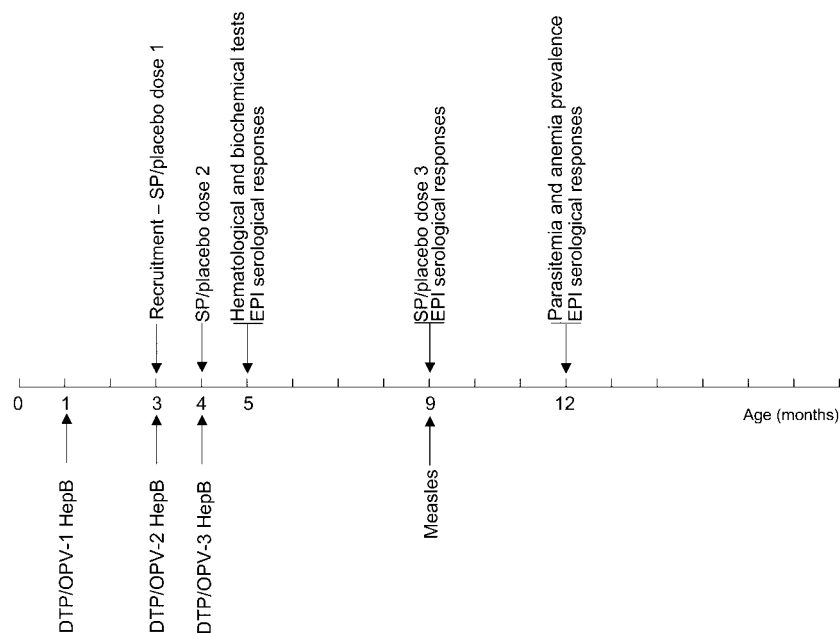 Recruitment – SP/placebo dose 1
SP/placebo dose 2
Hematological and biochemical tests
EPI serological responses
SP/placebo dose 3
EPI serological responses
Parasitemia and anemia prevalence
EPI serological responses
0 1 3 4 5 9 12
Age (months)
DTP/OPV-1 HepB
DTP/OPV-2 HepB
DTP/OPV-3 HepB
Measles